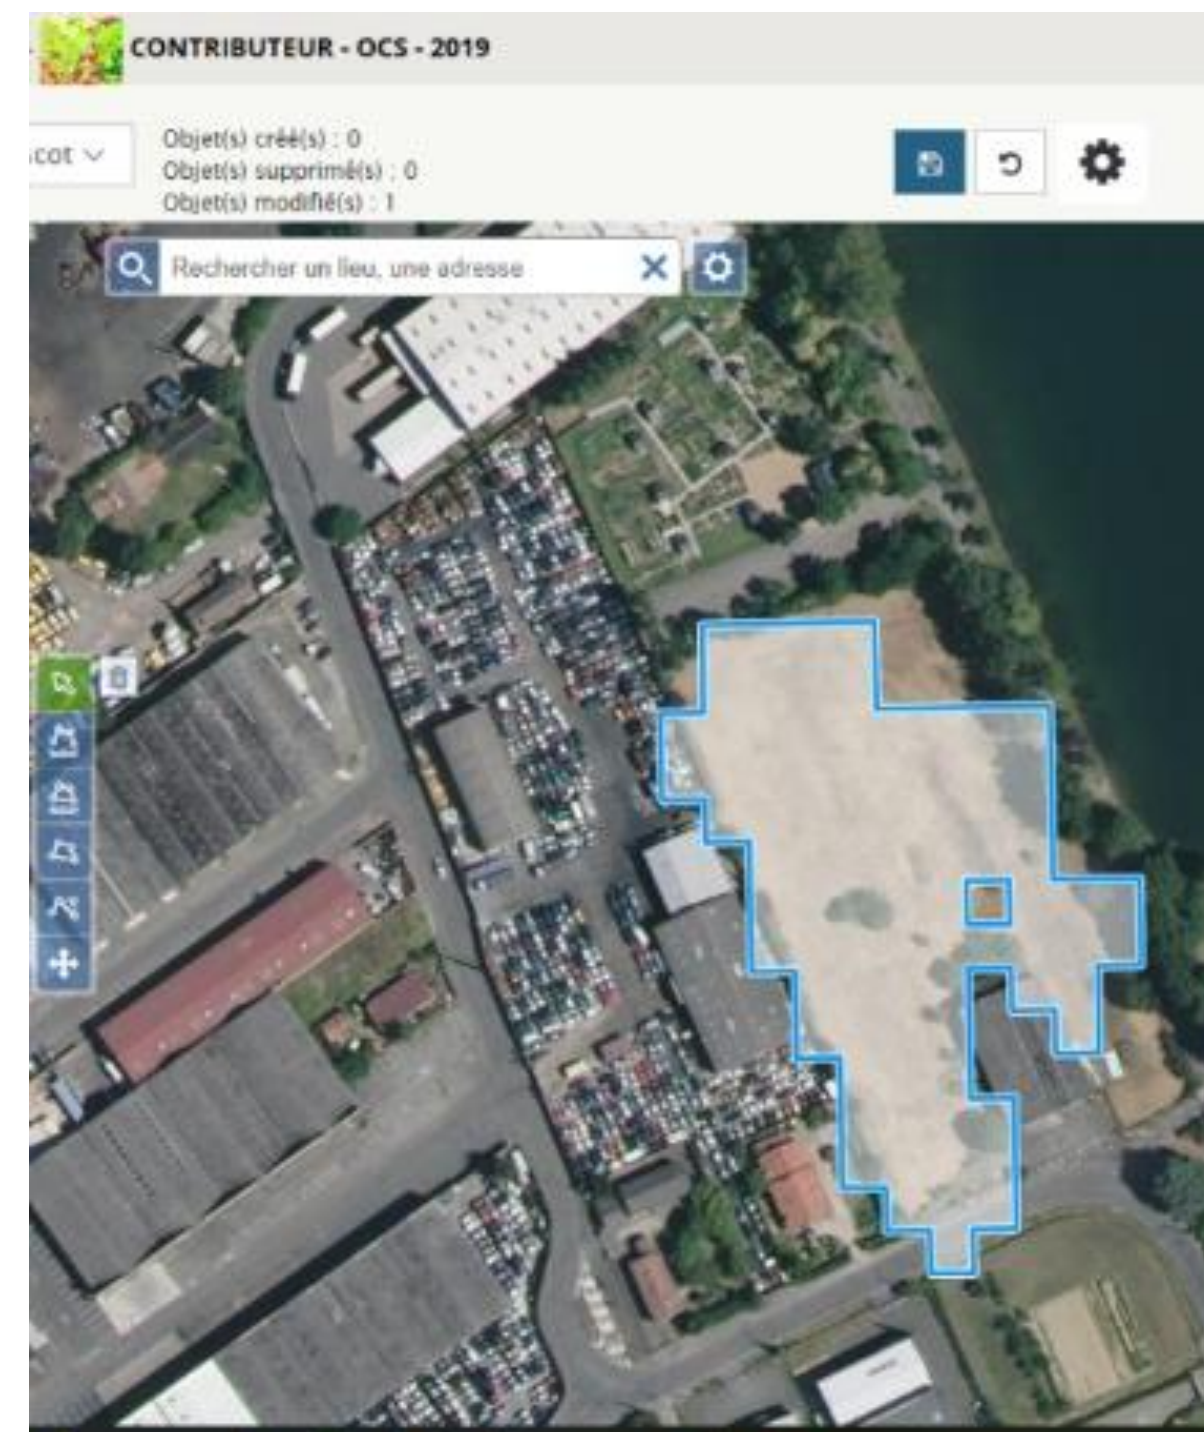 CONTRIBUTEUR - OCS - 2019
Objet(s) créé(s) : 0
cot
Objet(s) supprimé(s) : 0
Objet(s) modifié(s) : 1
Rechercher un lieu, une adresse